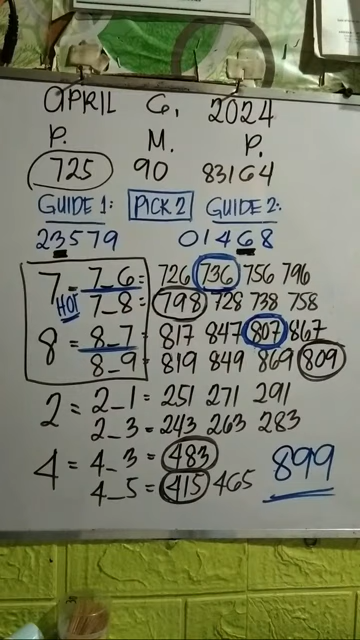 APRIL 6, 2024
P. M. P.
725 90 83164
GUIDE 1: PICK 2 GUIDE 2:
23579 01468
7 = 7_6 = 726 736 756 796
HOT 7_8 = 798 728 738 758
8 = 8_7 = 817 847 807 867
8_9 = 819 849 869 809
2 = 2_1 = 251 271 291
2_3 = 243 263 283
4 = 4_3 = 483
4_5 = 415 465
899